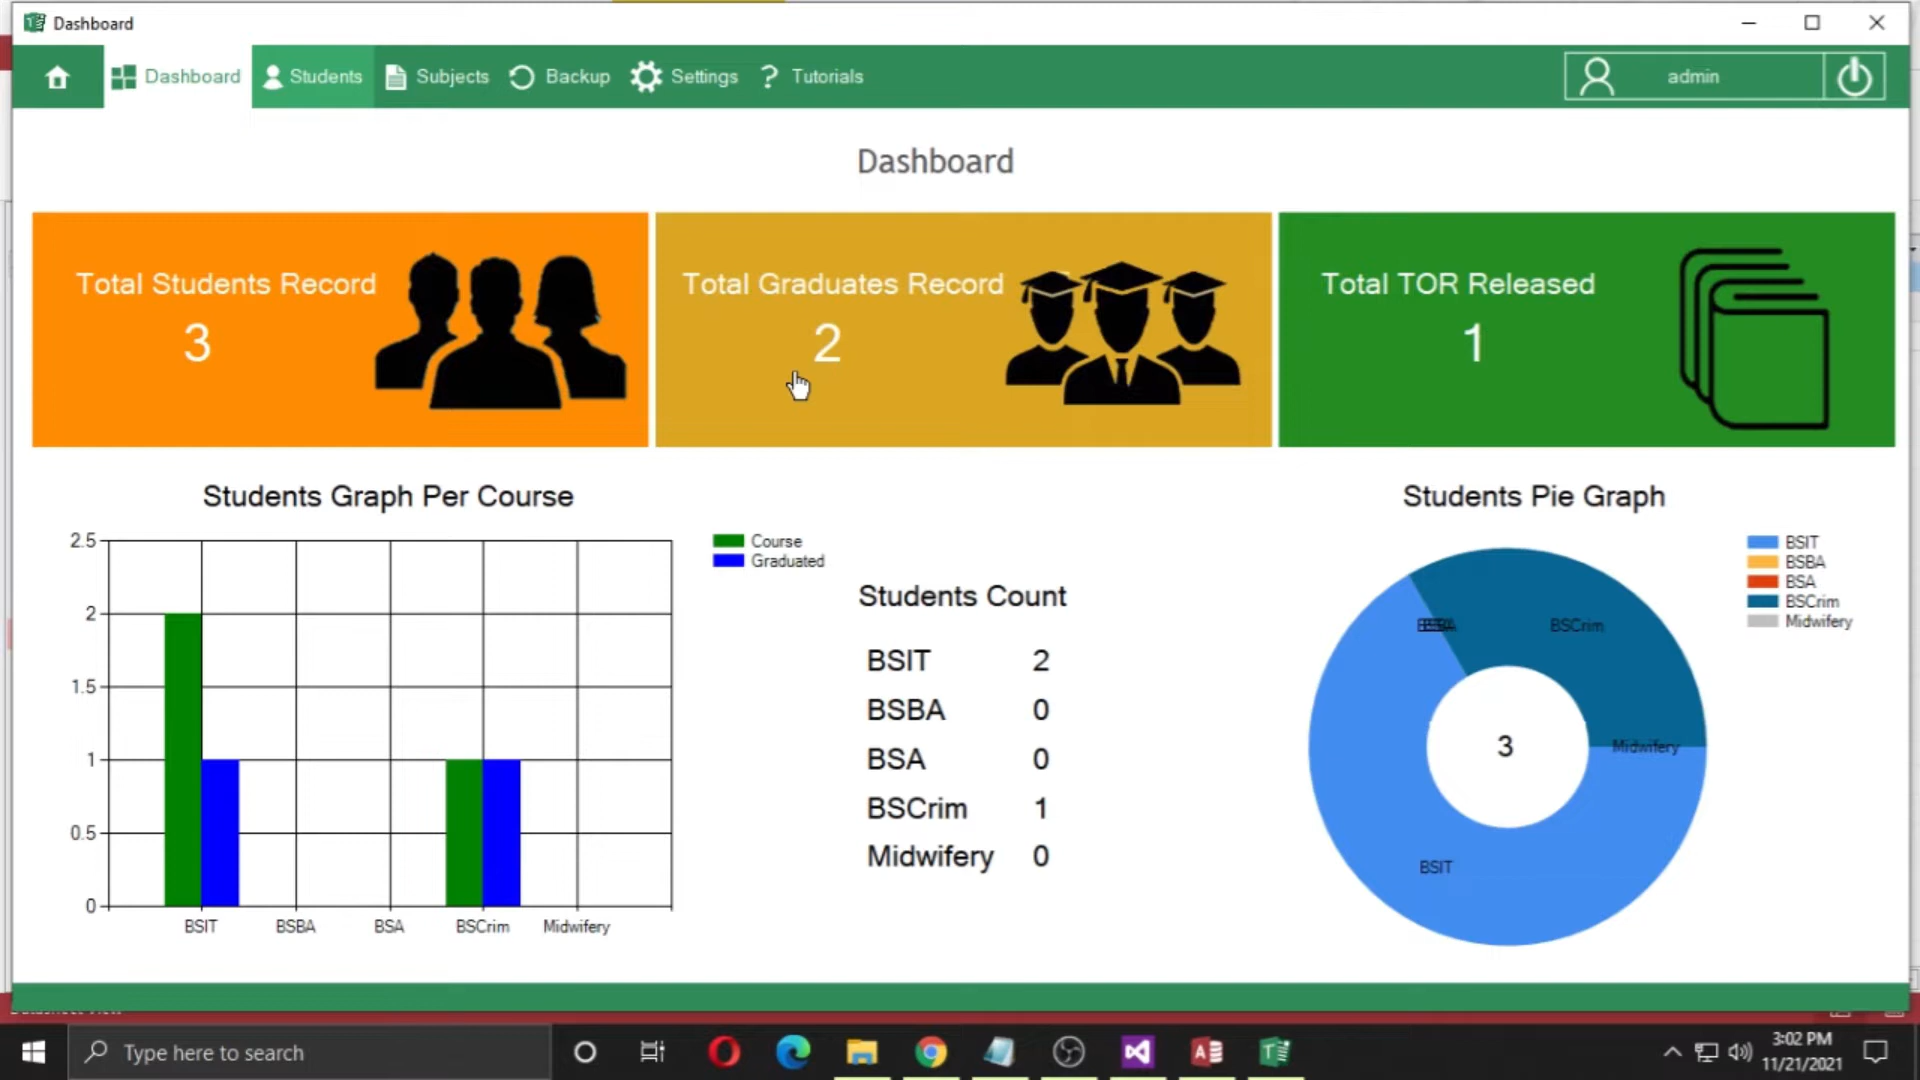 Dashboard
Dashboard
Students
Subjects
Backup
Settings
? Tutorials
admin
Dashboard
Total Students Record
3
Total Graduates Record
2
Total TOR Released
1
Students Graph Per Course
2.5
2
1.5
1
0.5
0
BSIT
BSBA
BSA
BSCrim
Midwifery
Course
Graduated
Students Count
BSIT 2
BSBA 0
BSA 0
BSCrim 1
Midwifery 0
Students Pie Graph
BSIT
BSBA
BSA
BSCrim
Midwifery
BSCrim
Midwifery
3
BSIT
Type here to search
3:02 PM
11/21/2021